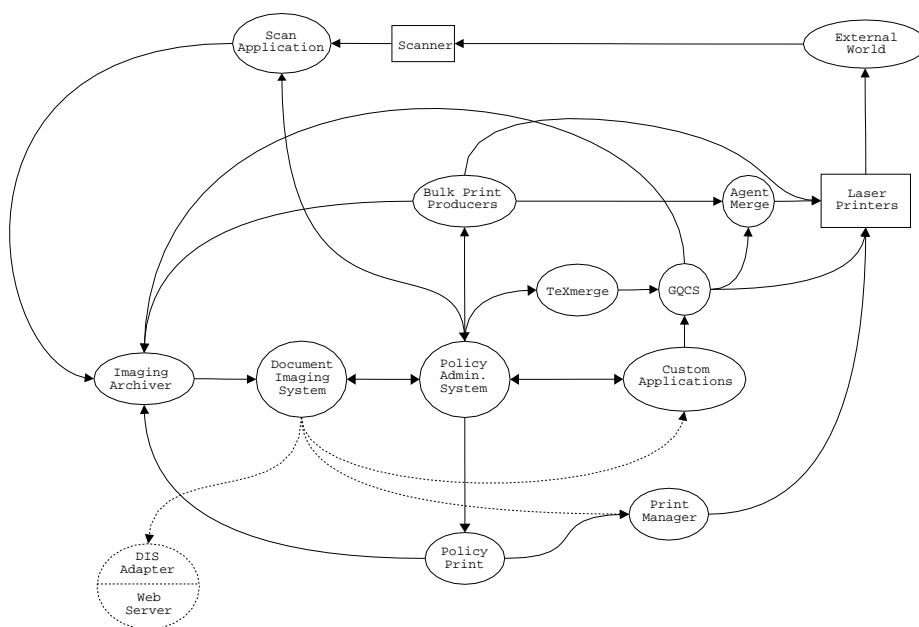 Scan
Application
Scanner
External
World
Bulk Print
Producers
Agent
Merge
Laser
Printers
TeXmerge
GQCS
Imaging
Archiver
Document
Imaging
System
Policy
Admin.
System
Custom
Applications
Print
Manager
Policy
Print
DIS
Adapter
Web
Server